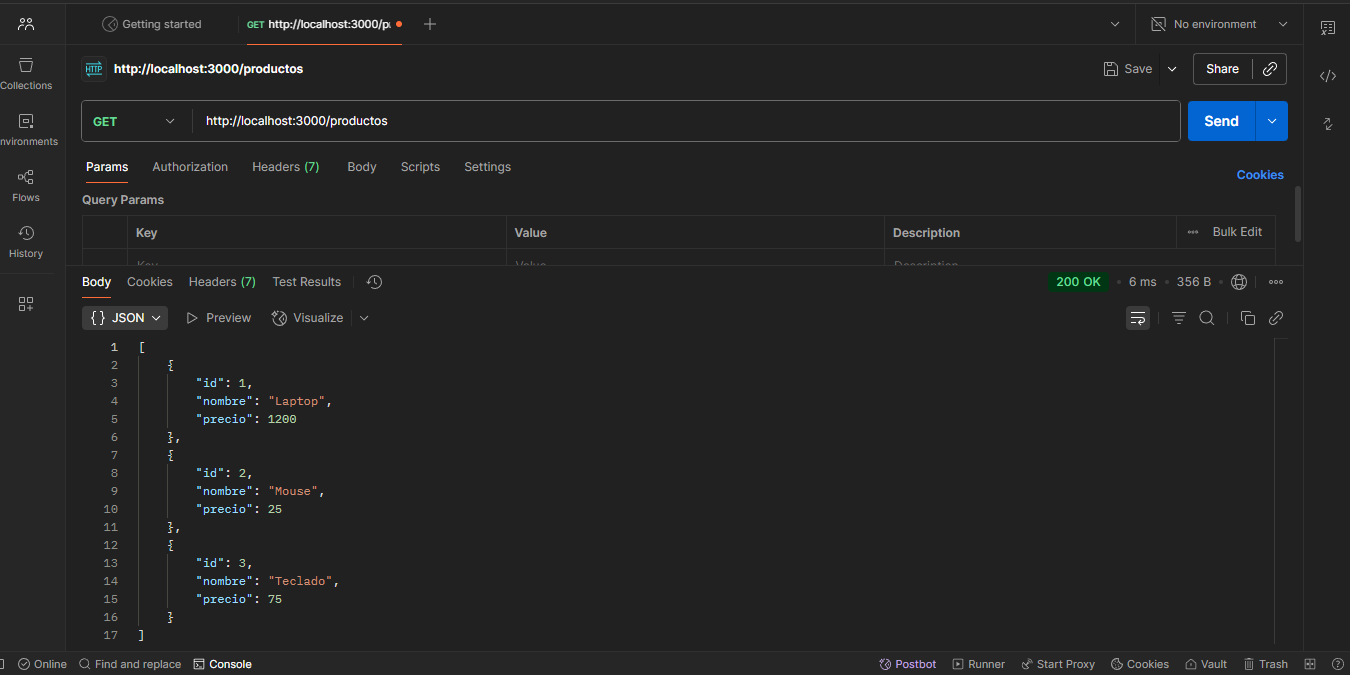 Getting started
GET http://localhost:3000/p
No environment
Collections
nvironments
Flows
History
HTTP http://localhost:3000/productos
Save
Share
GET
http://localhost:3000/productos
Send
Params Authorization Headers (7) Body Scripts Settings
Cookies
Query Params
Key Value Description Bulk Edit
Key Value Description
Body Cookies Headers (7) Test Results
200 OK 6 ms 356 B
{ } JSON Preview Visualize
1 [
2 {
3 "id": 1,
4 "nombre": "Laptop",
5 "precio": 1200
6 },
7 {
8 "id": 2,
9 "nombre": "Mouse",
10 "precio": 25
11 },
12 {
13 "id": 3,
14 "nombre": "Teclado",
15 "precio": 75
16 }
17 ]
Online Find and replace Console
Postbot Runner Start Proxy Cookies Vault Trash